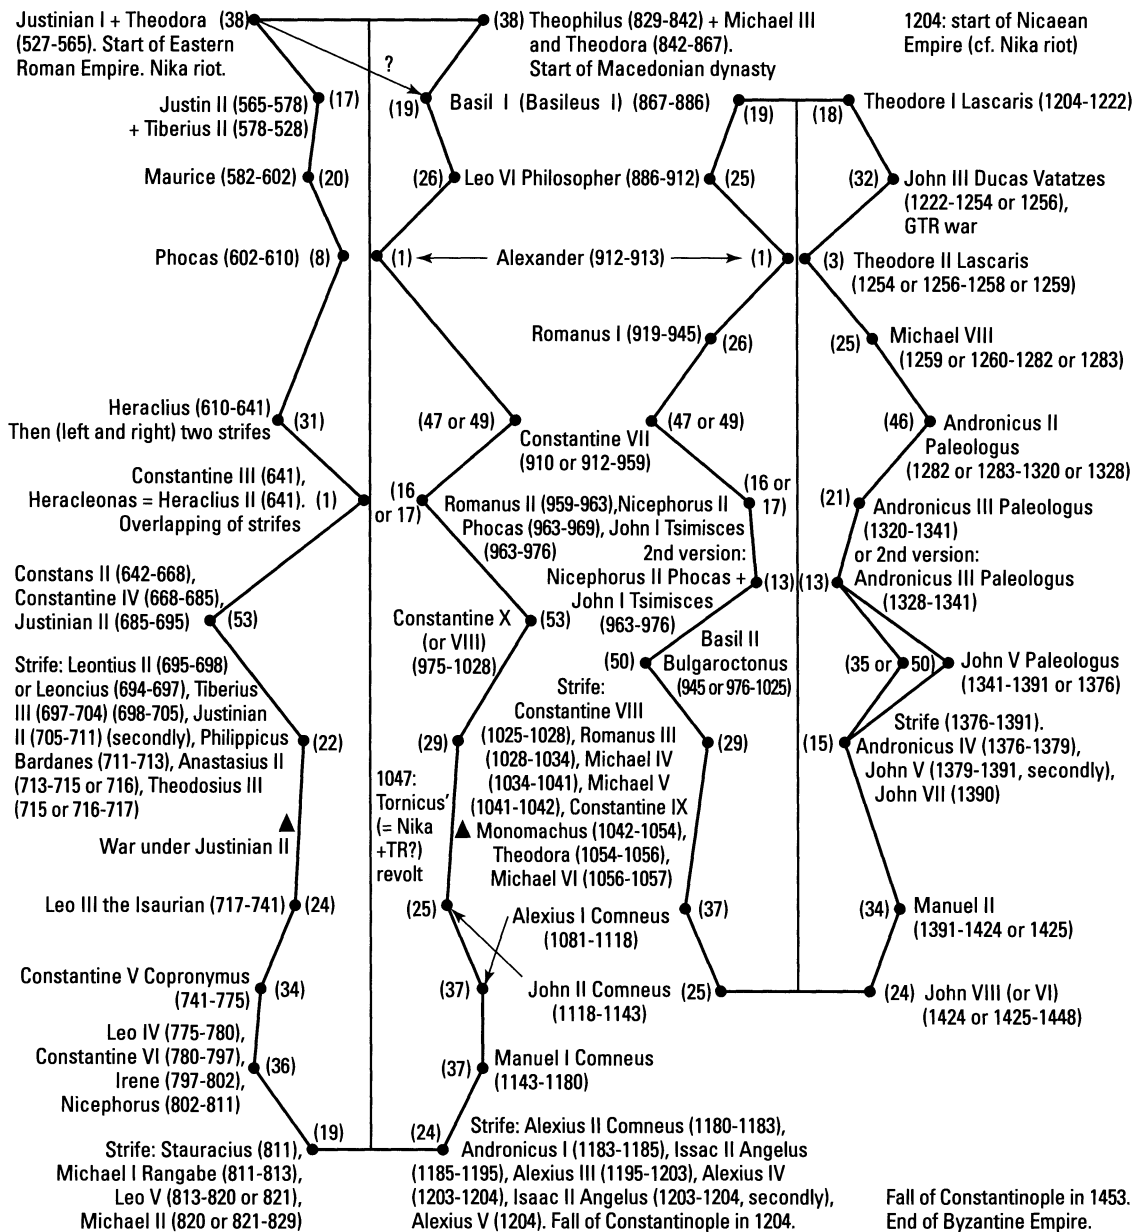 Justinian I + Theodora (38)
(527-565). Start of Eastern
Roman Empire. Nika riot.
(38) Theophilus (829-842) + Michael III
and Theodora (842-867).
Start of Macedonian dynasty
1204: start of Nicaean
Empire (cf. Nika riot)
?
Justin II (565-578) (17)
+ Tiberius II (578-528)
(19) Basil I (Basileus I) (867-886)
(19) (18) Theodore I Lascaris (1204-1222)
Maurice (582-602) (20)
(26) Leo VI Philosopher (886-912) (25)
(32) John III Ducas Vatatzes
(1222-1254 or 1256),
GTR war
Phocas (602-610) (8)
(1) Alexander (912-913) (1)
(3) Theodore II Lascaris
(1254 or 1256-1258 or 1259)
Romanus I (919-945) (26)
(25) Michael VIII
(1259 or 1260-1282 or 1283)
Heraclius (610-641) (31)
Then (left and right) two strifes
(47 or 49) (47 or 49)
Constantine VII
(910 or 912-959)
(46) Andronicus II
Paleologus
(1282 or 1283-1320 or 1328)
Constantine III (641),
Heracleonas = Heraclius II (641). (1)
Overlapping of strifes
(16
or 17)
Romanus II (959-963),Nicephorus II
Phocas (963-969), John I Tsimisces
(963-976)
(16 or
17)
2nd version:
Nicephorus II Phocas + (13)
John I Tsimisces
(963-976)
(21) Andronicus III Paleologus
(1320-1341)
or 2nd version:
(13) Andronicus III Paleologus
(1328-1341)
Constans II (642-668),
Constantine IV (668-685),
Justinian II (685-695) (53)
Constantine X (53)
(or VIII)
(975-1028)
(50) Basil II
Bulgaroctonus
(945 or 976-1025)
(35 or 50) John V Paleologus
(1341-1391 or 1376)
Strife: Leontius II (695-698)
or Leoncius (694-697), Tiberius
III (697-704) (698-705), Justinian
II (705-711) (secondly), Philippicus
Bardanes (711-713), Anastasius II
(713-715 or 716), Theodosius III
(715 or 716-717)
(22)
(29)
Strife:
Constantine VIII
(1025-1028), Romanus III
(1028-1034), Michael IV
(1034-1041), Michael V
(1041-1042), Constantine IX
Monomachus (1042-1054),
Theodora (1054-1056),
Michael VI (1056-1057)
(29)
(15)
Strife (1376-1391).
Andronicus IV (1376-1379),
John V (1379-1391, secondly),
John VII (1390)
War under Justinian II
1047:
Tornicus'
(= Nika
+TR?)
revolt
Leo III the Isaurian (717-741) (24)
(25)
Alexius I Comneus
(1081-1118)
(37)
(34) Manuel II
(1391-1424 or 1425)
Constantine V Copronymus
(741-775) (34)
(37)
John II Comneus (25)
(1118-1143)
(24) John VIII (or VI)
(1424 or 1425-1448)
Leo IV (775-780),
Constantine VI (780-797),
Irene (797-802),
Nicephorus (802-811)
(36)
(37) Manuel I Comneus
(1143-1180)
(19)
Strife: Stauracius (811),
Michael I Rangabe (811-813),
Leo V (813-820 or 821),
Michael II (820 or 821-829)
(24)
Strife: Alexius II Comneus (1180-1183),
Andronicus I (1183-1185), Issac II Angelus
(1185-1195), Alexius III (1195-1203), Alexius IV
(1203-1204), Isaac II Angelus (1203-1204, secondly),
Alexius V (1204). Fall of Constantinople in 1204.
Fall of Constantinople in 1453.
End of Byzantine Empire.